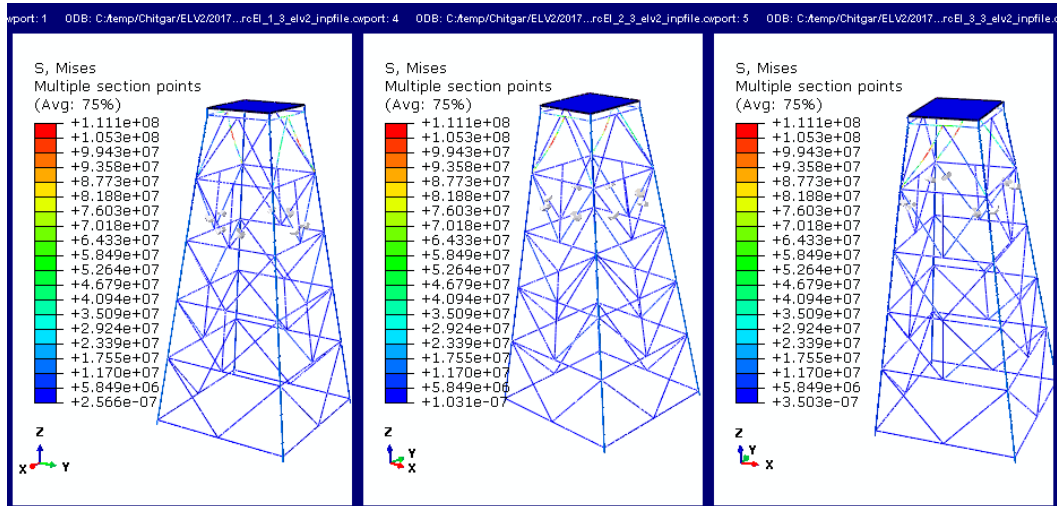 wport: 1 ODB: C:/temp/Chitgar/ELV2/2017...rcEl_1_3_elv2_inpfile.cwport: 4 ODB: C:/temp/Chitgar/ELV2/2017...rcEl_2_3_elv2_inpfile.cwport: 5 ODB: C:/temp/Chitgar/ELV2/2017...rcEl_3_3_elv2_inpfile.c
S, Mises
Multiple section points
(Avg: 75%)
+1.111e+08
+1.053e+08
+9.943e+07
+9.358e+07
+8.773e+07
+8.188e+07
+7.603e+07
+7.018e+07
+6.433e+07
+5.849e+07
+5.264e+07
+4.679e+07
+4.094e+07
+3.509e+07
+2.924e+07
+2.339e+07
+1.755e+07
+1.170e+07
+5.849e+06
+2.566e-07
Z
X
Y
S, Mises
Multiple section points
(Avg: 75%)
+1.111e+08
+1.053e+08
+9.943e+07
+9.358e+07
+8.773e+07
+8.188e+07
+7.603e+07
+7.018e+07
+6.433e+07
+5.849e+07
+5.264e+07
+4.679e+07
+4.094e+07
+3.509e+07
+2.924e+07
+2.339e+07
+1.755e+07
+1.170e+07
+5.849e+06
+1.031e-07
Z
Y
X
S, Mises
Multiple section points
(Avg: 75%)
+1.111e+08
+1.053e+08
+9.943e+07
+9.358e+07
+8.773e+07
+8.188e+07
+7.603e+07
+7.018e+07
+6.433e+07
+5.849e+07
+5.264e+07
+4.679e+07
+4.094e+07
+3.509e+07
+2.924e+07
+2.339e+07
+1.755e+07
+1.170e+07
+5.849e+06
+3.503e-07
Z
Y
X